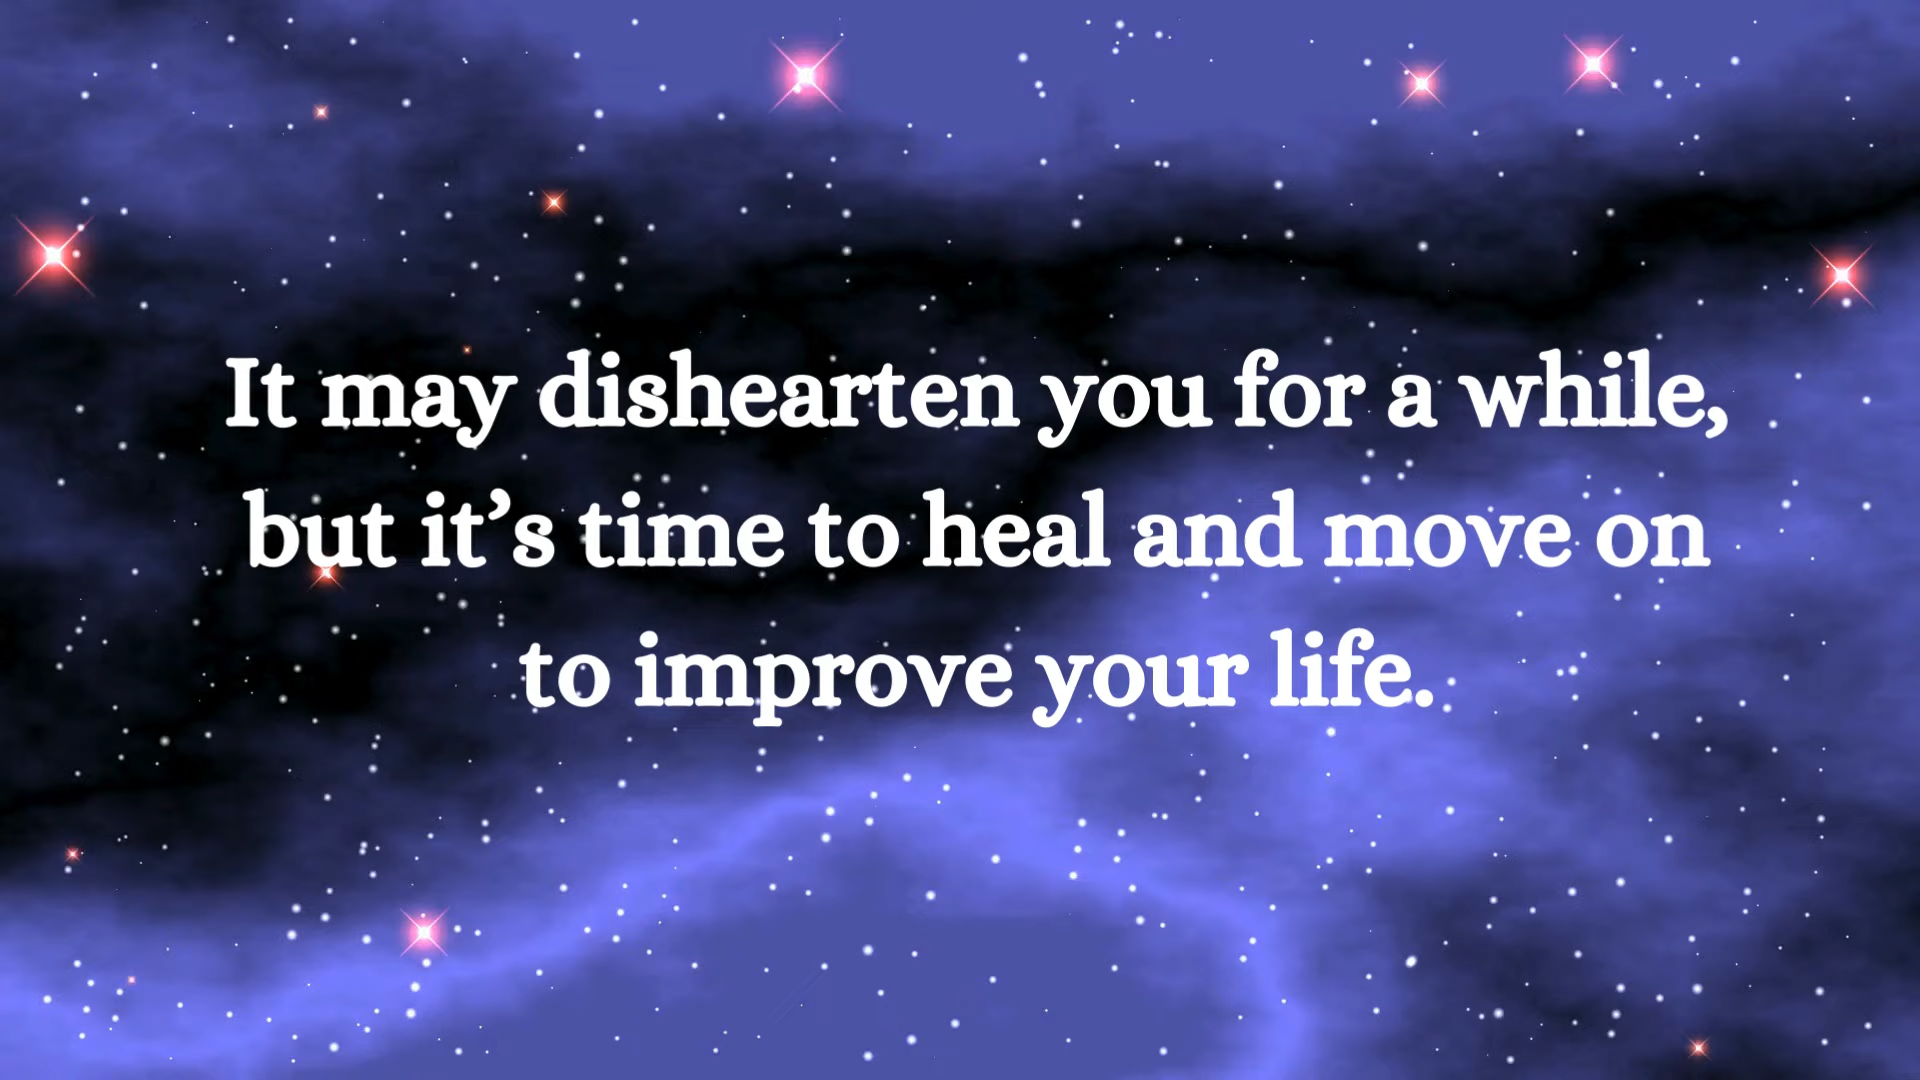 It may dishearten you for a while,
but it’s time to heal and move on
to improve your life.